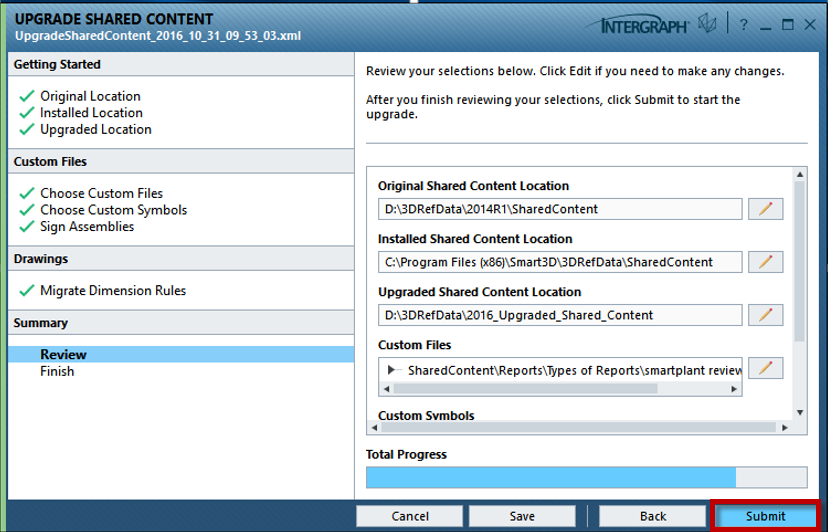 UPGRADE SHARED CONTENT
UpgradeSharedContent_2016_10_31_09_53_03.xml
INTERGRAPH
?
Getting Started
Original Location
Installed Location
Upgraded Location
Custom Files
Choose Custom Files
Choose Custom Symbols
Sign Assemblies
Drawings
Migrate Dimension Rules
Summary
Review
Finish
Review your selections below. Click Edit if you need to make any changes.
After you finish reviewing your selections, click Submit to start the
upgrade.
Original Shared Content Location
D:\3DRefData\2014R1\SharedContent
Installed Shared Content Location
C:\Program Files (x86)\Smart3D\3DRefData\SharedContent
Upgraded Shared Content Location
D:\3DRefData\2016_Upgraded_Shared_Content
Custom Files
SharedContent\Reports\Types of Reports\smartplant review
Custom Symbols
Total Progress
Cancel
Save
Back
Submit